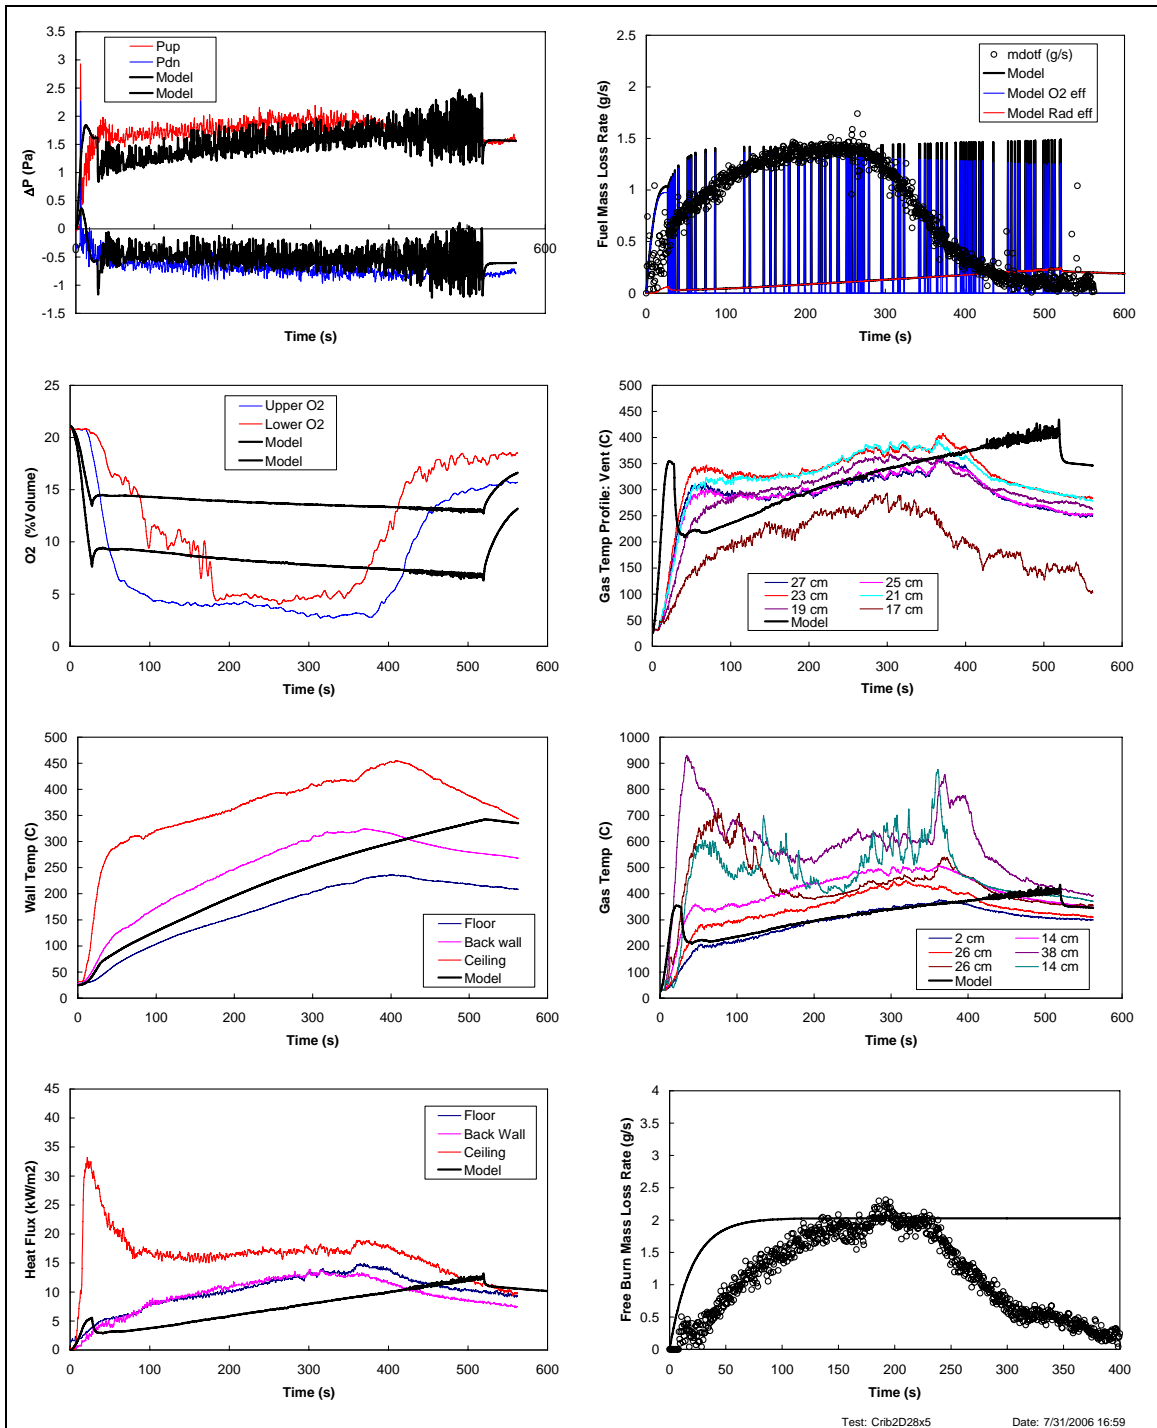 3.5
3
2.5
2
1.5
1
0.5
0
-0.5
-1
-1.5
ΔP (Pa)
Pup
Pdn
Model
Model
0
600
Time (s)
2.5
2
1.5
1
0.5
0
Fuel Mass Loss Rate (g/s)
mdotf (g/s)
Model
Model O2 eff
Model Rad eff
0 100 200 300 400 500 600
Time (s)
25
20
15
10
5
0
O2 (%Volume)
Upper O2
Lower O2
Model
Model
0 100 200 300 400 500 600
Time (s)
500
450
400
350
300
250
200
150
100
50
0
Gas Temp Profile: Vent (C)
27 cm 25 cm
23 cm 21 cm
19 cm 17 cm
Model
0 100 200 300 400 500 600
Time (s)
500
450
400
350
300
250
200
150
100
50
0
Wall Temp (C)
Floor
Back wall
Ceiling
Model
0 100 200 300 400 500 600
Time (s)
1000
900
800
700
600
500
400
300
200
100
0
Gas Temp (C)
2 cm 14 cm
26 cm 38 cm
26 cm 14 cm
Model
0 100 200 300 400 500 600
Time (s)
45
40
35
30
25
20
15
10
5
0
Heat Flux (kW/m2)
Floor
Back Wall
Ceiling
Model
0 100 200 300 400 500 600
Time (s)
4
3.5
3
2.5
2
1.5
1
0.5
0
Free Burn Mass Loss Rate (g/s)
0 50 100 150 200 250 300 350 400
Time (s)
Test: Crib2D28x5 Date: 7/31/2006 16:59